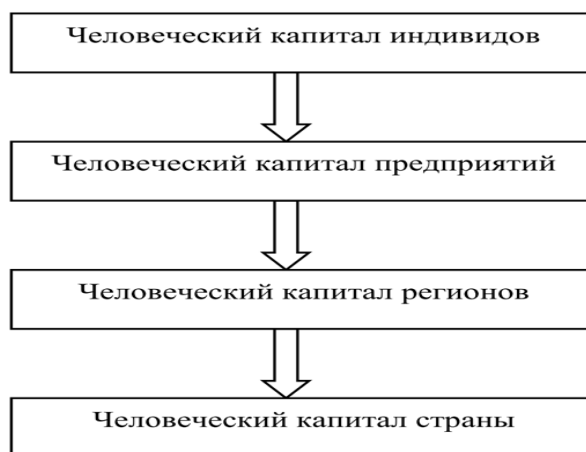 Человеческий капитал индивидов
Человеческий капитал предприятий
Человеческий капитал регионов
Человеческий капитал страны